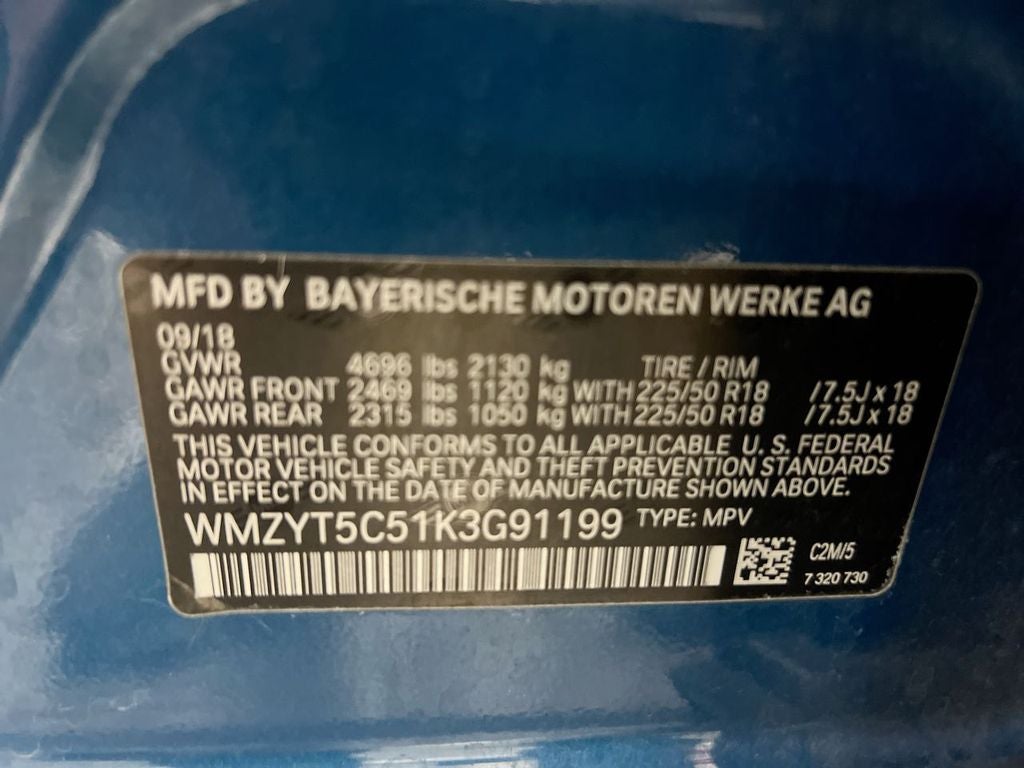 MFD BY BAYERISCHE MOTOREN WERKE AG
09/18
GVWR 4696 lbs 2130 kg TIRE / RIM
GAWR FRONT 2469 lbs 1120 kg WITH 225/50 R18 /7.5J x 18
GAWR REAR 2315 lbs 1050 kg WITH 225/50 R18 /7.5J x 18
THIS VEHICLE CONFORMS TO ALL APPLICABLE U. S. FEDERAL
MOTOR VEHICLE SAFETY AND THEFT PREVENTION STANDARDS
IN EFFECT ON THE DATE OF MANUFACTURE SHOWN ABOVE.
WMZYT5C51K3G91199 TYPE: MPV
C2M/5
7 320 730